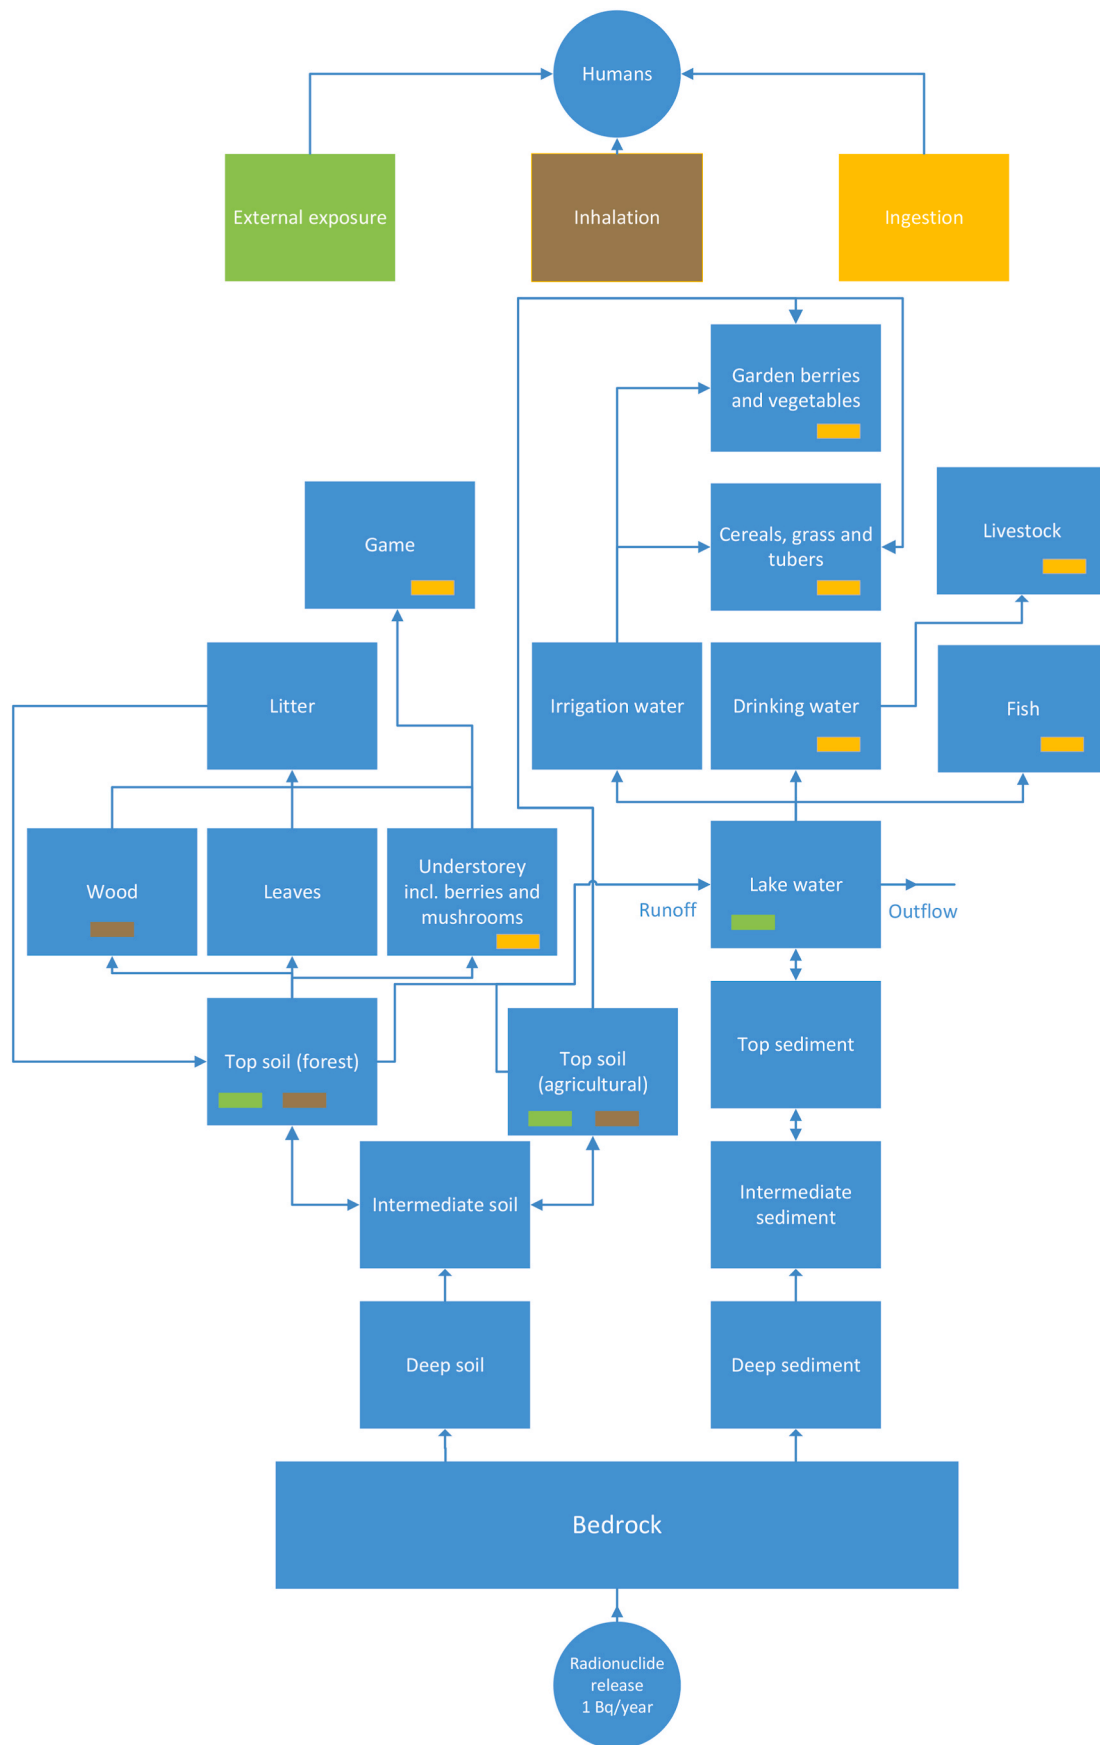 Humans
External exposure
Inhalation
Ingestion
Garden berries
and vegetables
Game
Cereals, grass and
tubers
Livestock
Litter
Irrigation water
Drinking water
Fish
Wood
Leaves
Understorey
incl. berries and
mushrooms
Runoff
Lake water
Outflow
Top soil (forest)
Top soil
(agricultural)
Top sediment
Intermediate soil
Intermediate
sediment
Deep soil
Deep sediment
Bedrock
Radionuclide
release
1 Bq/year